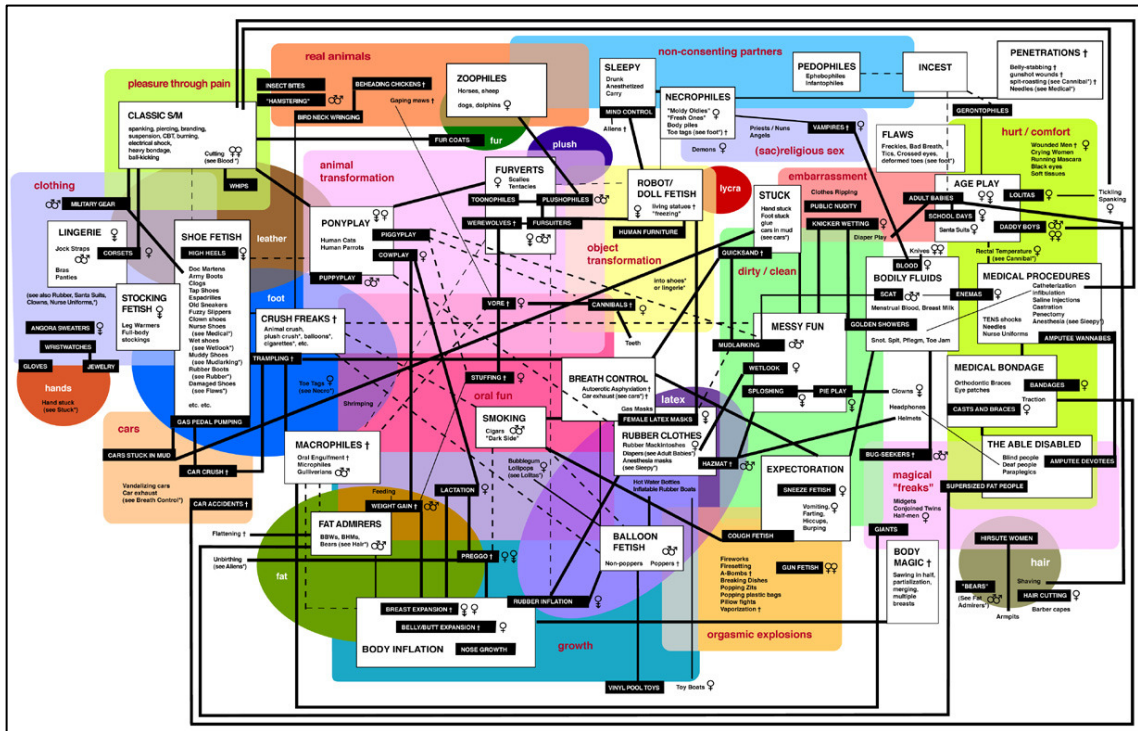 real animals
non-consenting partners
pleasure through pain
INSECT BITES
"HAMSTERING"
BEHEADING CHICKENS †
BIRD NECK WRINGING
Gaping maws †
ZOOPHILES
Horses, sheep
dogs, dolphins
SLEEPY
Drunk
Anesthetized
Carry
MIND CONTROL
Aliens †
PEDOPHILES
Ephebophiles
Infantophiles
INCEST
PENETRATIONS †
Belly-stabbing †
gunshot wounds †
spit-roasting (see Cannibal*) †
Needles (see Medical*)
NECROPHILES
"Moldy Oldies"
"Fresh Ones"
Body piles
Toe tags (see foot*) †
Demons
Priests / Nuns
Angels
VAMPIRES †
GERONTOPHILES
CLASSIC S/M
spanking, piercing, branding,
suspension, CBT, burning,
electrical shock,
heavy bondage,
ball-kicking
Cutting
(see Blood *)
WHIPS
FUR COATS
fur
plush
(sac)religious sex
FLAWS
Freckles, Bad Breath,
Tics, Crossed eyes,
deformed toes (see foot*)
hurt / comfort
Wounded Men †
Crying Women
Running Mascara
Black eyes
Soft tissues
clothing
MILITARY GEAR
animal
transformation
FURVERTS
Scalies
Tentacles
TOONOPHILES
PLUSHOPHILES
WEREWOLVES †
FURSUITERS
ROBOT/
DOLL FETISH
living statues †
"freezing"
HUMAN FURNITURE
lycra
STUCK
Hand stuck
Foot stuck
glue
cars in mud
(see cars*)
QUICKSAND †
embarrassment
Clothes Ripping
PUBLIC NUDITY
KNICKER WETTING
AGE PLAY
ADULT BABIES
SCHOOL DAYS
Santa Suits
LOLITAS
DADDY BOYS
Tickling
Spanking
Diaper Play
Rectal Temperature
(see Cannibal*)
LINGERIE
Jock Straps
Bras
Panties
CORSETS
SHOE FETISH
HIGH HEELS
Doc Martens
Army Boots
Clogs
Tap Shoes
Espadrilles
Old Sneakers
Fuzzy Slippers
Clown shoes
Nurse Shoes
(see Medical*)
Wet shoes
(see Wetlook*)
Muddy Shoes
(see Mudlarking*)
Rubber Boots
(see Rubber*)
Damaged Shoes
(see Flaws*)
etc. etc.
leather
PONYPLAY
Human Cats
Human Parrots
PIGGYPLAY
COWPLAY
PUPPYPLAY
object
transformation
into shoes*
or lingerie*
dirty / clean
Knives
BLOOD
BODILY FLUIDS
SCAT
ENEMAS
Menstrual Blood, Breast Milk
GOLDEN SHOWERS
Snot, Spit, Pflegm, Toe Jam
MEDICAL PROCEDURES
Catheterization
infibulation
Saline Injections
Castration
Penectomy
Anesthesia (see Sleepy*)
TENS shocks
Needles
Nurse Uniforms
AMPUTEE WANNABES
(see also Rubber, Santa Suits,
Clowns, Nurse Uniforms,*)
STOCKING
FETISH
Leg Warmers
Full-body
stockings
foot
ANGORA SWEATERS
WRISTWATCHES
GLOVES
JEWELRY
hands
Hand stuck
(see Stuck*)
CRUSH FREAKS †
Animal crush,
plush crush*, balloons*,
cigarettes*, etc.
TRAMPLING †
VORE †
CANNIBALS †
Teeth
MESSY FUN
MUDLARKING
WETLOOK
SPLOSHING
PIE PLAY
Clowns
STUFFING †
oral fun
Toe Tags
(see Necro*)
Shrimping
BREATH CONTROL
Autoerotic Asphyxiation †
Car exhaust (see cars*) †
Gas Masks
FEMALE LATEX MASKS
latex
SMOKING
Cigars
"Dark Side"
MEDICAL BONDAGE
Orthodontic Braces
Eye patches
BANDAGES
Traction
CASTS AND BRACES
Headphones
Helmets
GAS PEDAL PUMPING
cars
CARS STUCK IN MUD
CAR CRUSH †
Vandalizing cars
Car exhaust
(see Breath Control*)
CAR ACCIDENTS †
MACROPHILES †
Oral Engulfment †
Microphiles
Gulliverians
Bubblegum
Lolipops
(see Lolitas*)
RUBBER CLOTHES
Rubber Mackintoshes
Diapers (see Adult Babies*)
Anesthesia masks
(see Sleepy*)
HAZMAT †
Hot Water Bottles
Inflatable Rubber Boats
EXPECTORATION
SNEEZE FETISH
Vomiting,
Farting,
Hiccups,
Burping
COUGH FETISH
BUG-SEEKERS †
THE ABLE DISABLED
Blind people
Deaf people
Paraplegics
AMPUTEE DEVOTEES
SUPERSIZED FAT PEOPLE
magical
"freaks"
Midgets
Conjoined Twins
Half-men
GIANTS
Feeding
WEIGHT GAIN †
LACTATION
FAT ADMIRERS
BBWs, BHMs,
Bears (see Hair*)
Flattening †
Unbirthing
(see Aliens*)
fat
PREGGO †
BALLOON
FETISH
Non-poppers
Poppers †
Fireworks
Firesetting
A-Bombs †
Breaking Dishes
Popping Zits
Popping plastic bags
Pillow fights
Vaporization †
GUN FETISH
orgasmic explosions
BODY
MAGIC †
Sawing in half,
partialization,
merging,
multiple
breasts
HIRSUTE WOMEN
hair
"BEARS"
(See Fat
Admirers*)
Shaving
HAIR CUTTING
Barber capes
Armpits
BREAST EXPANSION †
BELLY/BUTT EXPANSION †
BODY INFLATION
NOSE GROWTH
RUBBER INFLATION
growth
VINYL POOL TOYS
Toy Boats